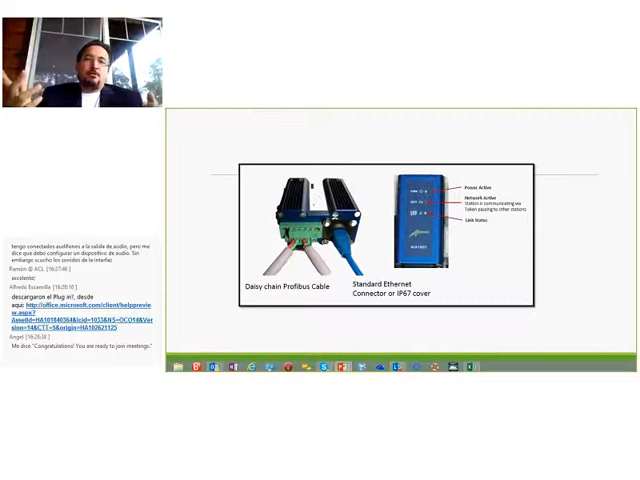 tengo conectados audífonos a la salida de audio, pero me
dice que debo configurar un dispositivo de audio. Sin
embargo escucho los sonidos de la interfaz
Ramón @ ACL [16:27:46]
excelente!
Alfredo Escamilla [16:28:10]
descargaron el Plug in?, desde
aqui: http://office.microsoft.com/client/helpprevie
w.aspx?
AssetId=HA101840364&lcid=1033&NS=OCO14&Ver
sion=14&CTT=5&origin=HA102621125
Angel [16:28:38]
Me dice "Congratulations! You are ready to join meetings."
Power Active
Network Active
Station is communicating via
Token passing to other stations
Link Status
Daisy chain Profibus Cable
Standard Ethernet
Connector or IP67 cover